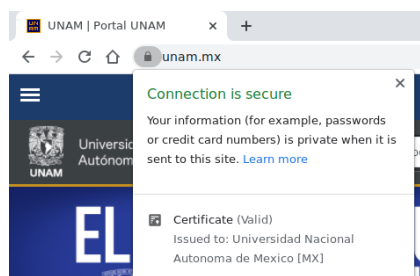 UNAM | Portal UNAM
unam.mx
Connection is secure
Your information (for example, passwords
or credit card numbers) is private when it is
sent to this site. Learn more
Certificate (Valid)
Issued to: Universidad Nacional
Autonoma de Mexico [MX]
UNAM
EL